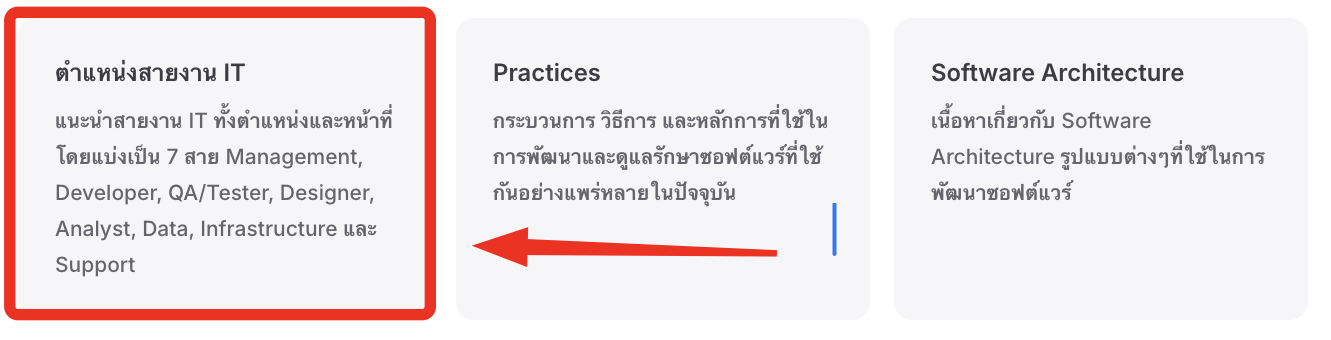 ตำแหน่งสายงาน IT
แนะนำสายงาน IT ทั้งตำแหน่งและหน้าที่
โดยแบ่งเป็น 7 สาย Management,
Developer, QA/Tester, Designer,
Analyst, Data, Infrastructure และ
Support
Practices
กระบวนการ วิธีการ และหลักการที่ใช้ใน
การพัฒนาและดูแลรักษาซอฟต์แวร์ที่ใช้
กันอย่างแพร่หลายในปัจจุบัน
Software Architecture
เนื้อหาเกี่ยวกับ Software
Architecture รูปแบบต่างๆที่ใช้ในการ
พัฒนาซอฟต์แวร์